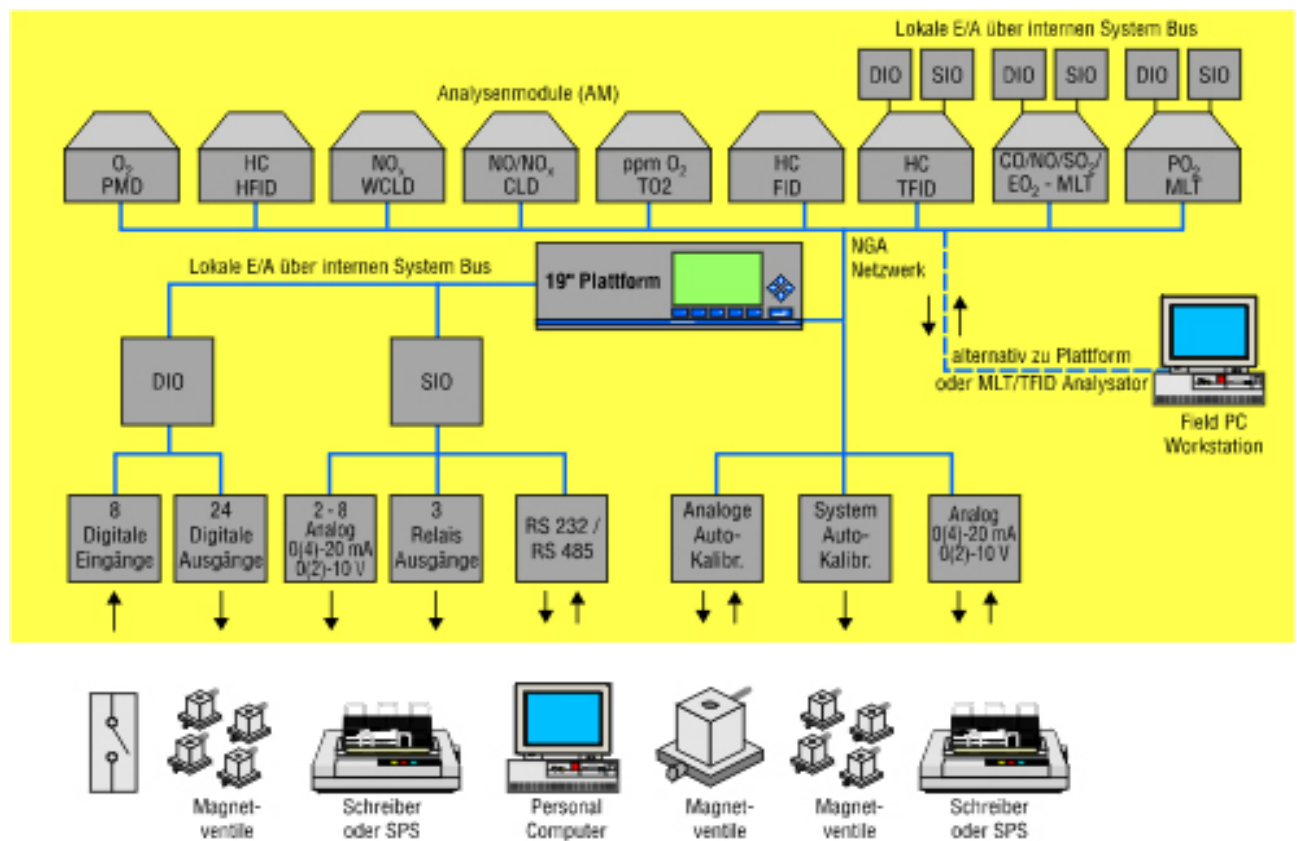 Lokale E/A über internen System Bus
DIO SIO DIO SIO DIO SIO
Analysenmodule (AM)
O₂
PMD
HC
HFID
NOₓ
WCLD
NO/NOₓ
CLD
ppm O₂
TO2
HC
FID
HC
TFID
CO/NO/SO₂/
EO₂ - MLT
PO₂
MLT
NGA
Netzwerk
Lokale E/A über internen System Bus
19" Plattform
alternativ zu Plattform
oder MLT/TFID Analysator
Field PC
Workstation
DIO
SIO
8
Digitale
Eingänge
24
Digitale
Ausgänge
2 - 8
Analog
0(4)-20 mA
0(2)-10 V
3
Relais
Ausgänge
RS 232 /
RS 485
Analoge
Auto-
Kalibr.
System
Auto-
Kalibr.
Analog
0(4)-20 mA
0(2)-10 V
Magnet-
ventile
Schreiber
oder SPS
Personal
Computer
Magnet-
ventile
Magnet-
ventile
Schreiber
oder SPS